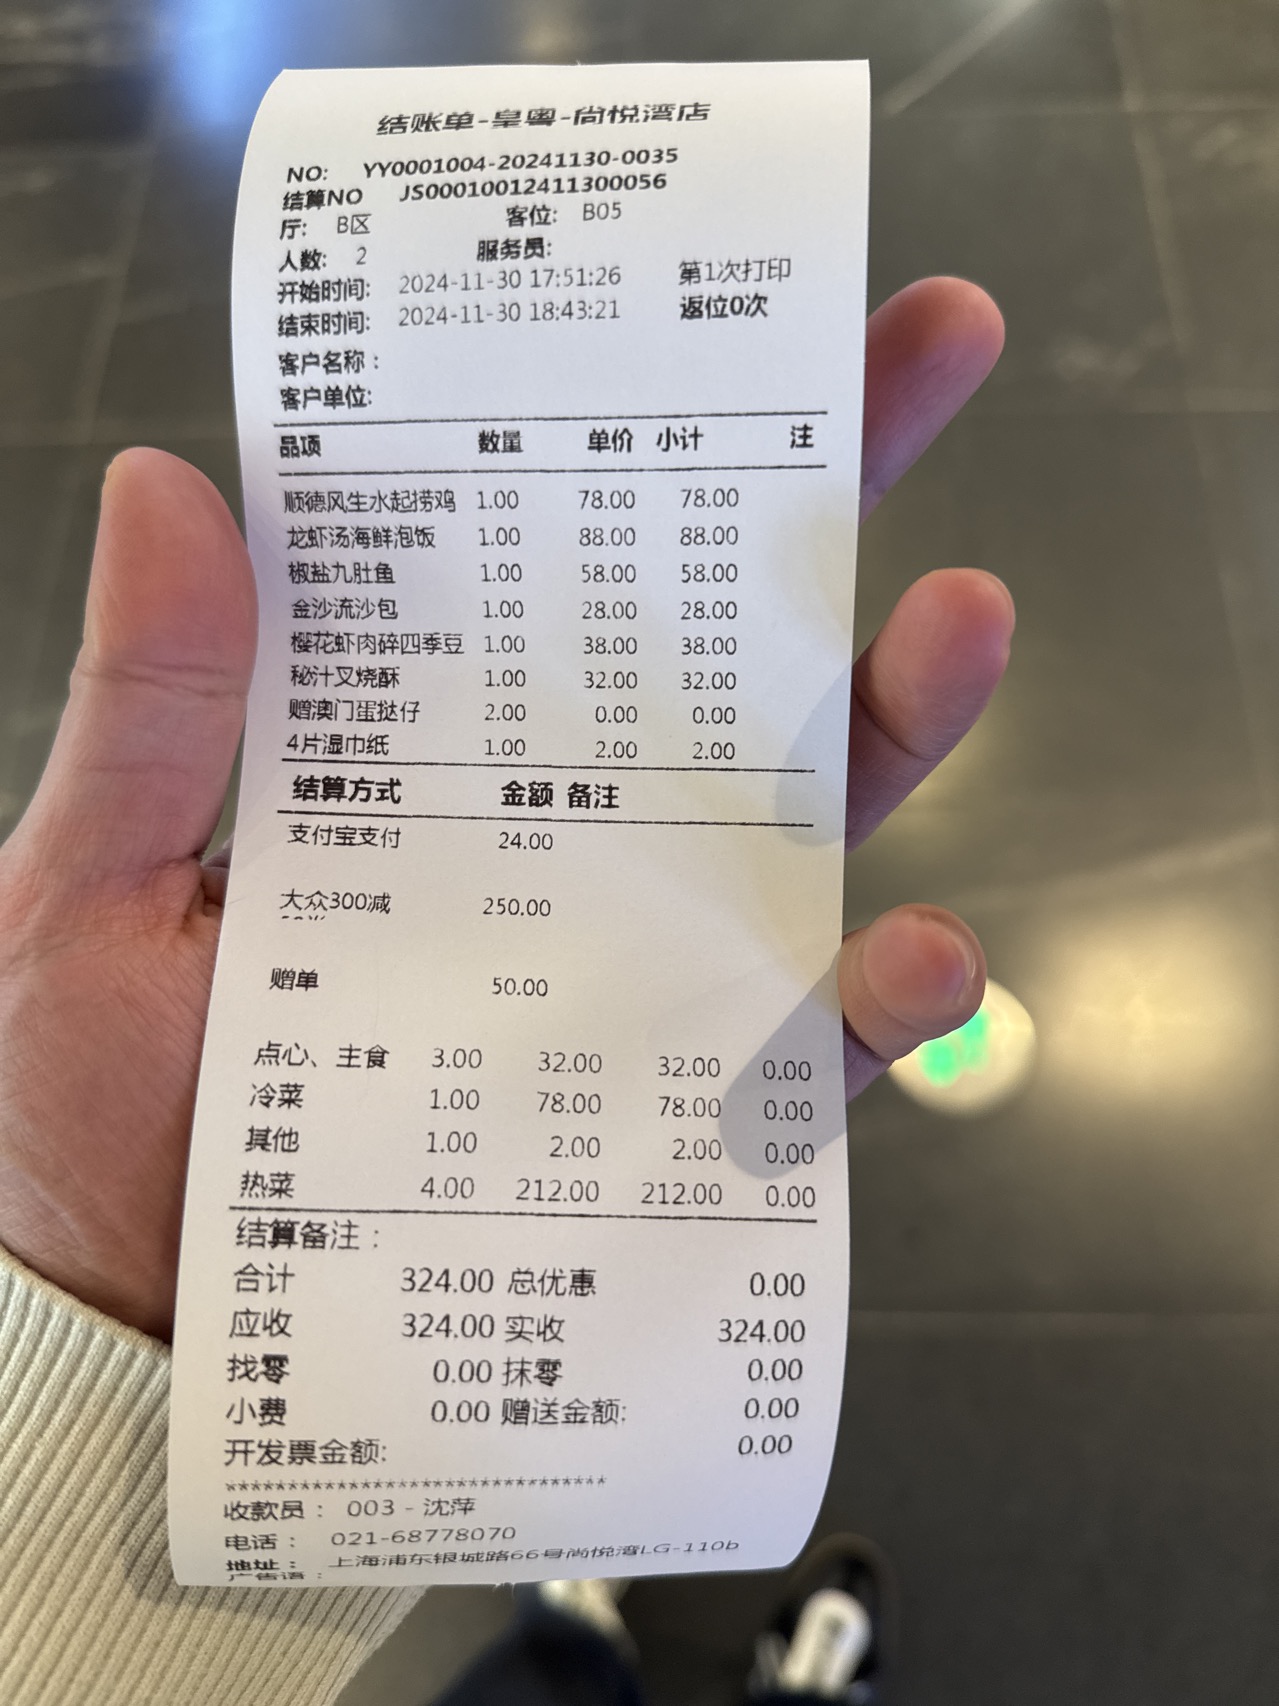 结账单-皇粤-尚悦湾店
NO: YY0001004-20241130-0035
结算NO JS00010012411300056
厅: B区 客位: B05
人数: 2 服务员:
开始时间: 2024-11-30 17:51:26 第1次打印
结束时间: 2024-11-30 18:43:21 返位0次
客户名称：
客户单位:
品项 数量 单价 小计 注
顺德风生水起捞鸡 1.00 78.00 78.00
龙虾汤海鲜泡饭 1.00 88.00 88.00
椒盐九肚鱼 1.00 58.00 58.00
金沙流沙包 1.00 28.00 28.00
樱花虾肉碎四季豆 1.00 38.00 38.00
秘汁叉烧酥 1.00 32.00 32.00
赠澳门蛋挞仔 2.00 0.00 0.00
4片湿巾纸 1.00 2.00 2.00
结算方式 金额 备注
支付宝支付 24.00
大众300减 250.00
赠单 50.00
点心、主食 3.00 32.00 32.00 0.00
冷菜 1.00 78.00 78.00 0.00
其他 1.00 2.00 2.00 0.00
热菜 4.00 212.00 212.00 0.00
结算备注：
合计 324.00 总优惠 0.00
应收 324.00 实收 324.00
找零 0.00 抹零 0.00
小费 0.00 赠送金额: 0.00
开发票金额: 0.00
********************************
收款员： 003 - 沈萍
电话： 021-68778070
地址： 上海浦东银城路66号尚悦湾LG-110b
广告语：